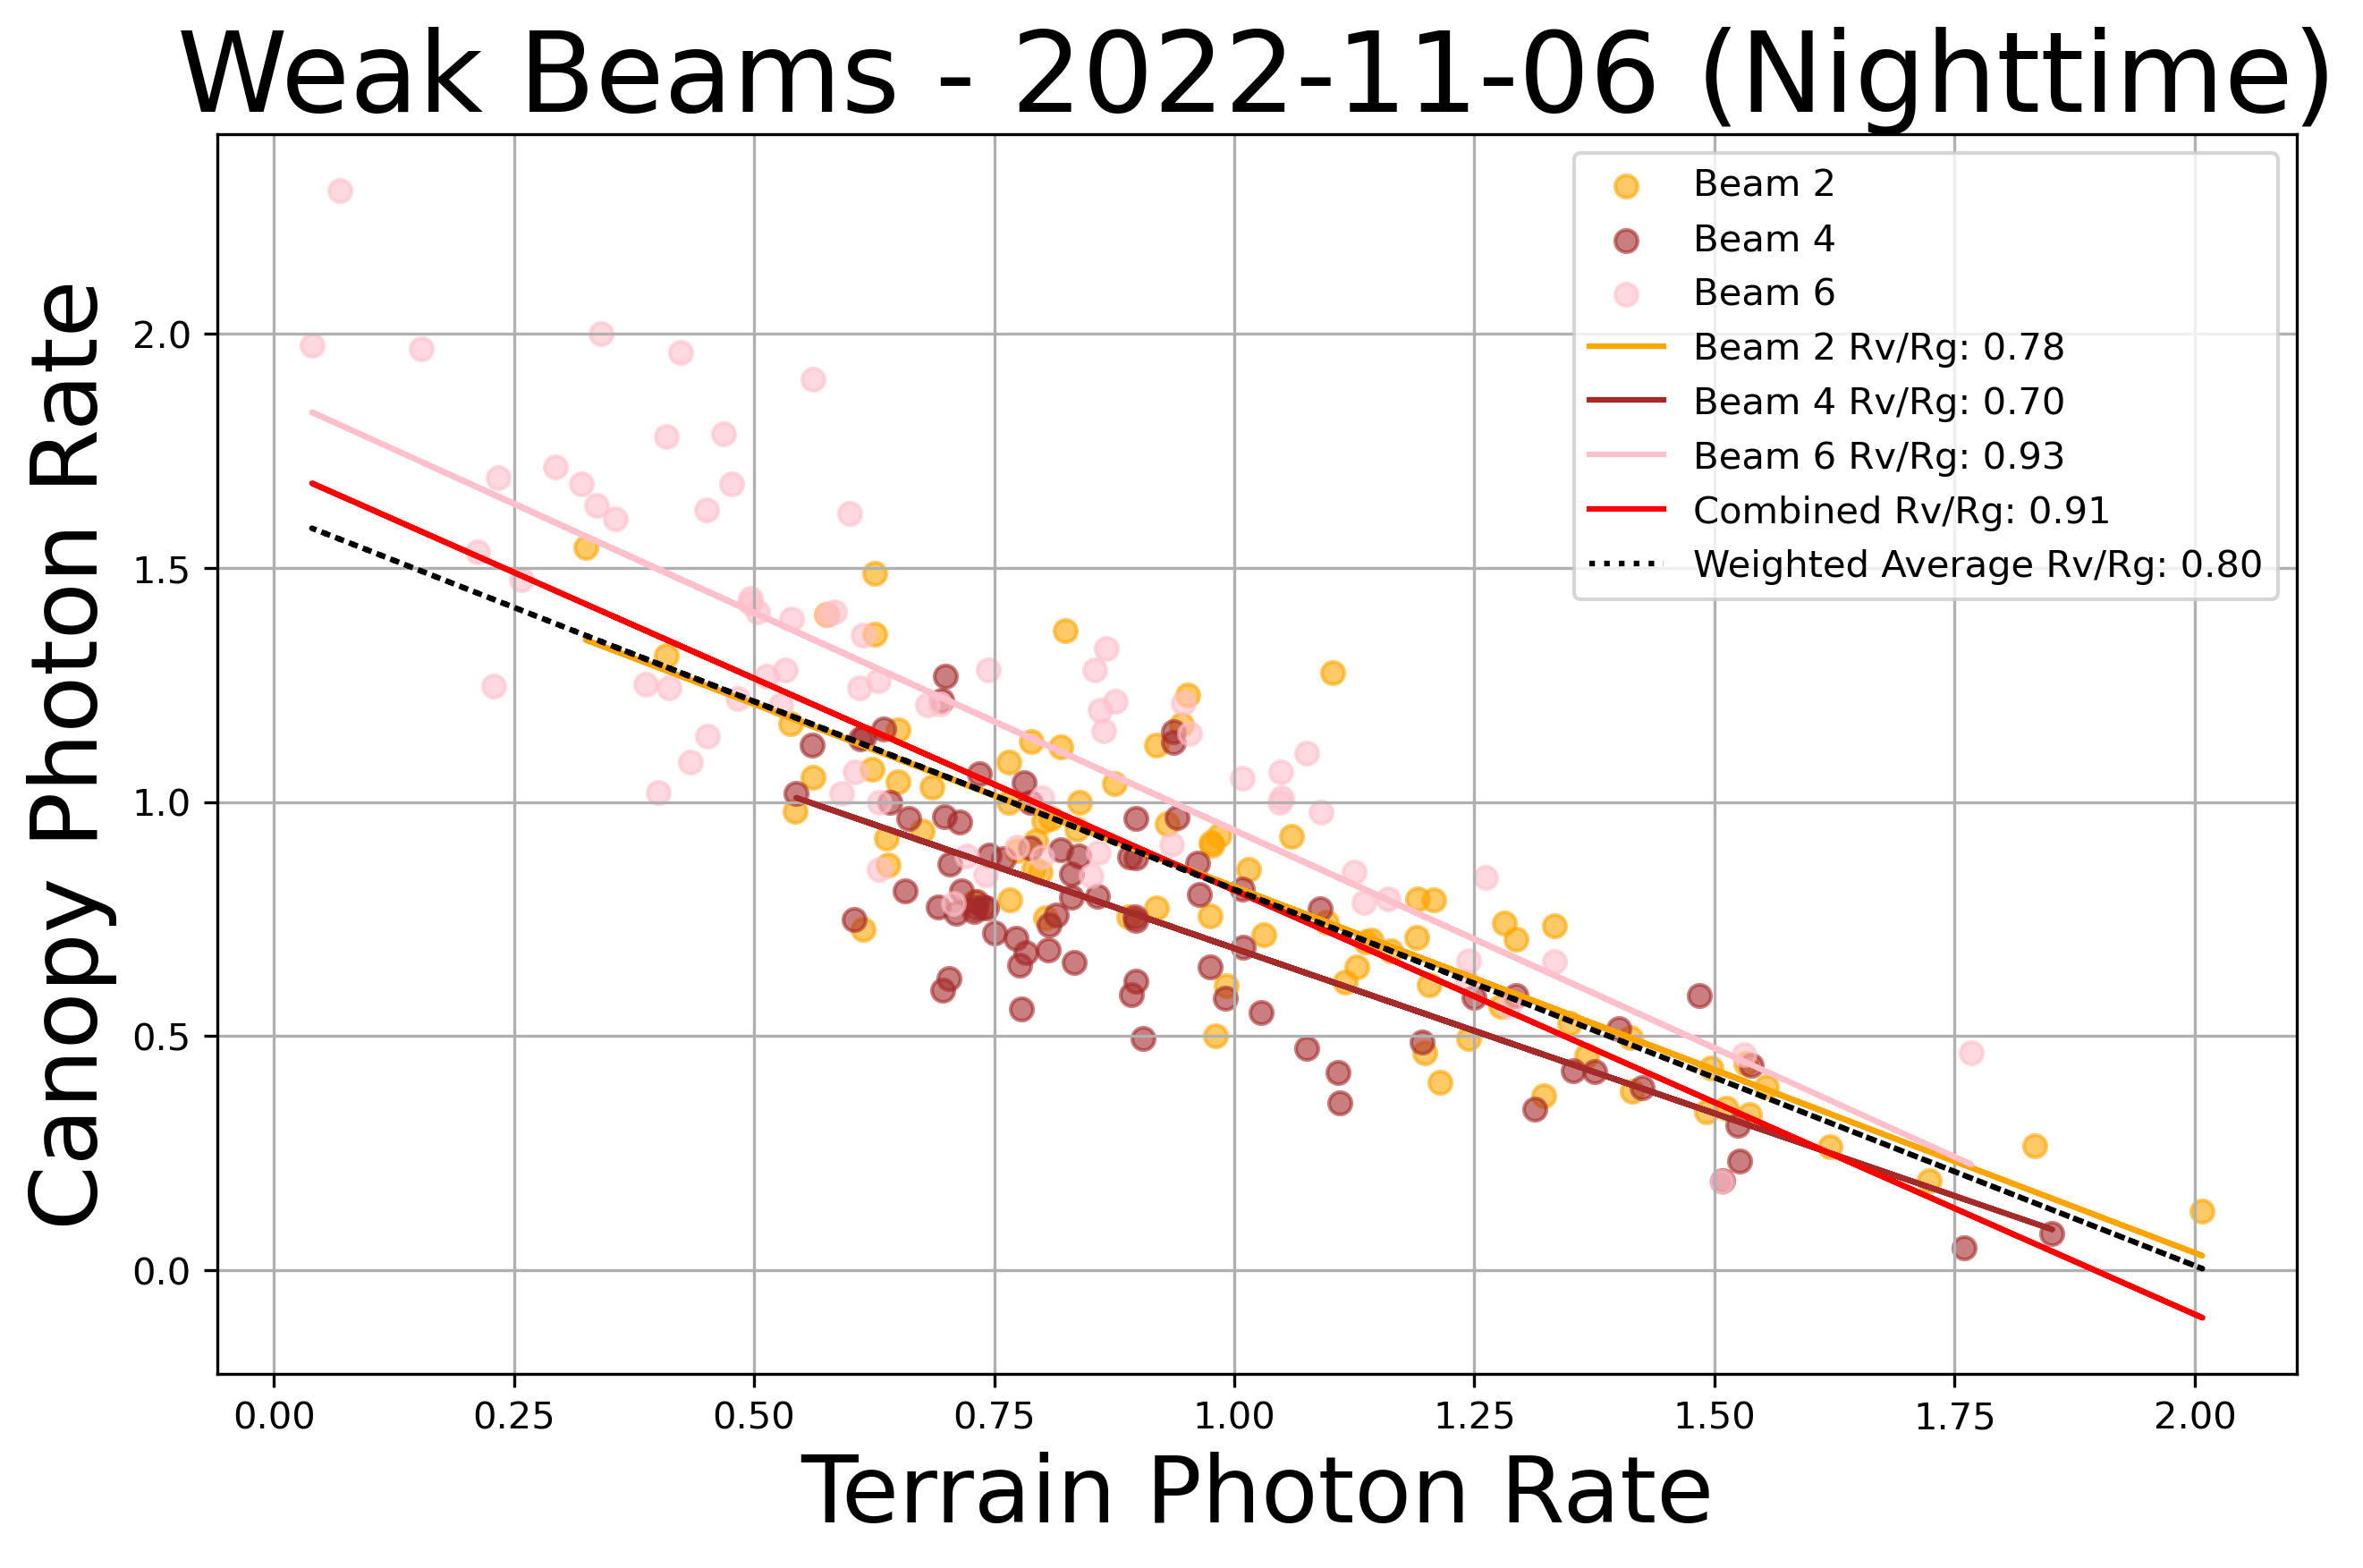 Weak Beams - 2022-11-06 (Nighttime)
Canopy Photon Rate
2.0
1.5
1.0
0.5
0.0
Beam 2
Beam 4
Beam 6
Beam 2 Rv/Rg: 0.78
Beam 4 Rv/Rg: 0.70
Beam 6 Rv/Rg: 0.93
Combined Rv/Rg: 0.91
Weighted Average Rv/Rg: 0.80
0.00 0.25 0.50 0.75 1.00 1.25 1.50 1.75 2.00
Terrain Photon Rate